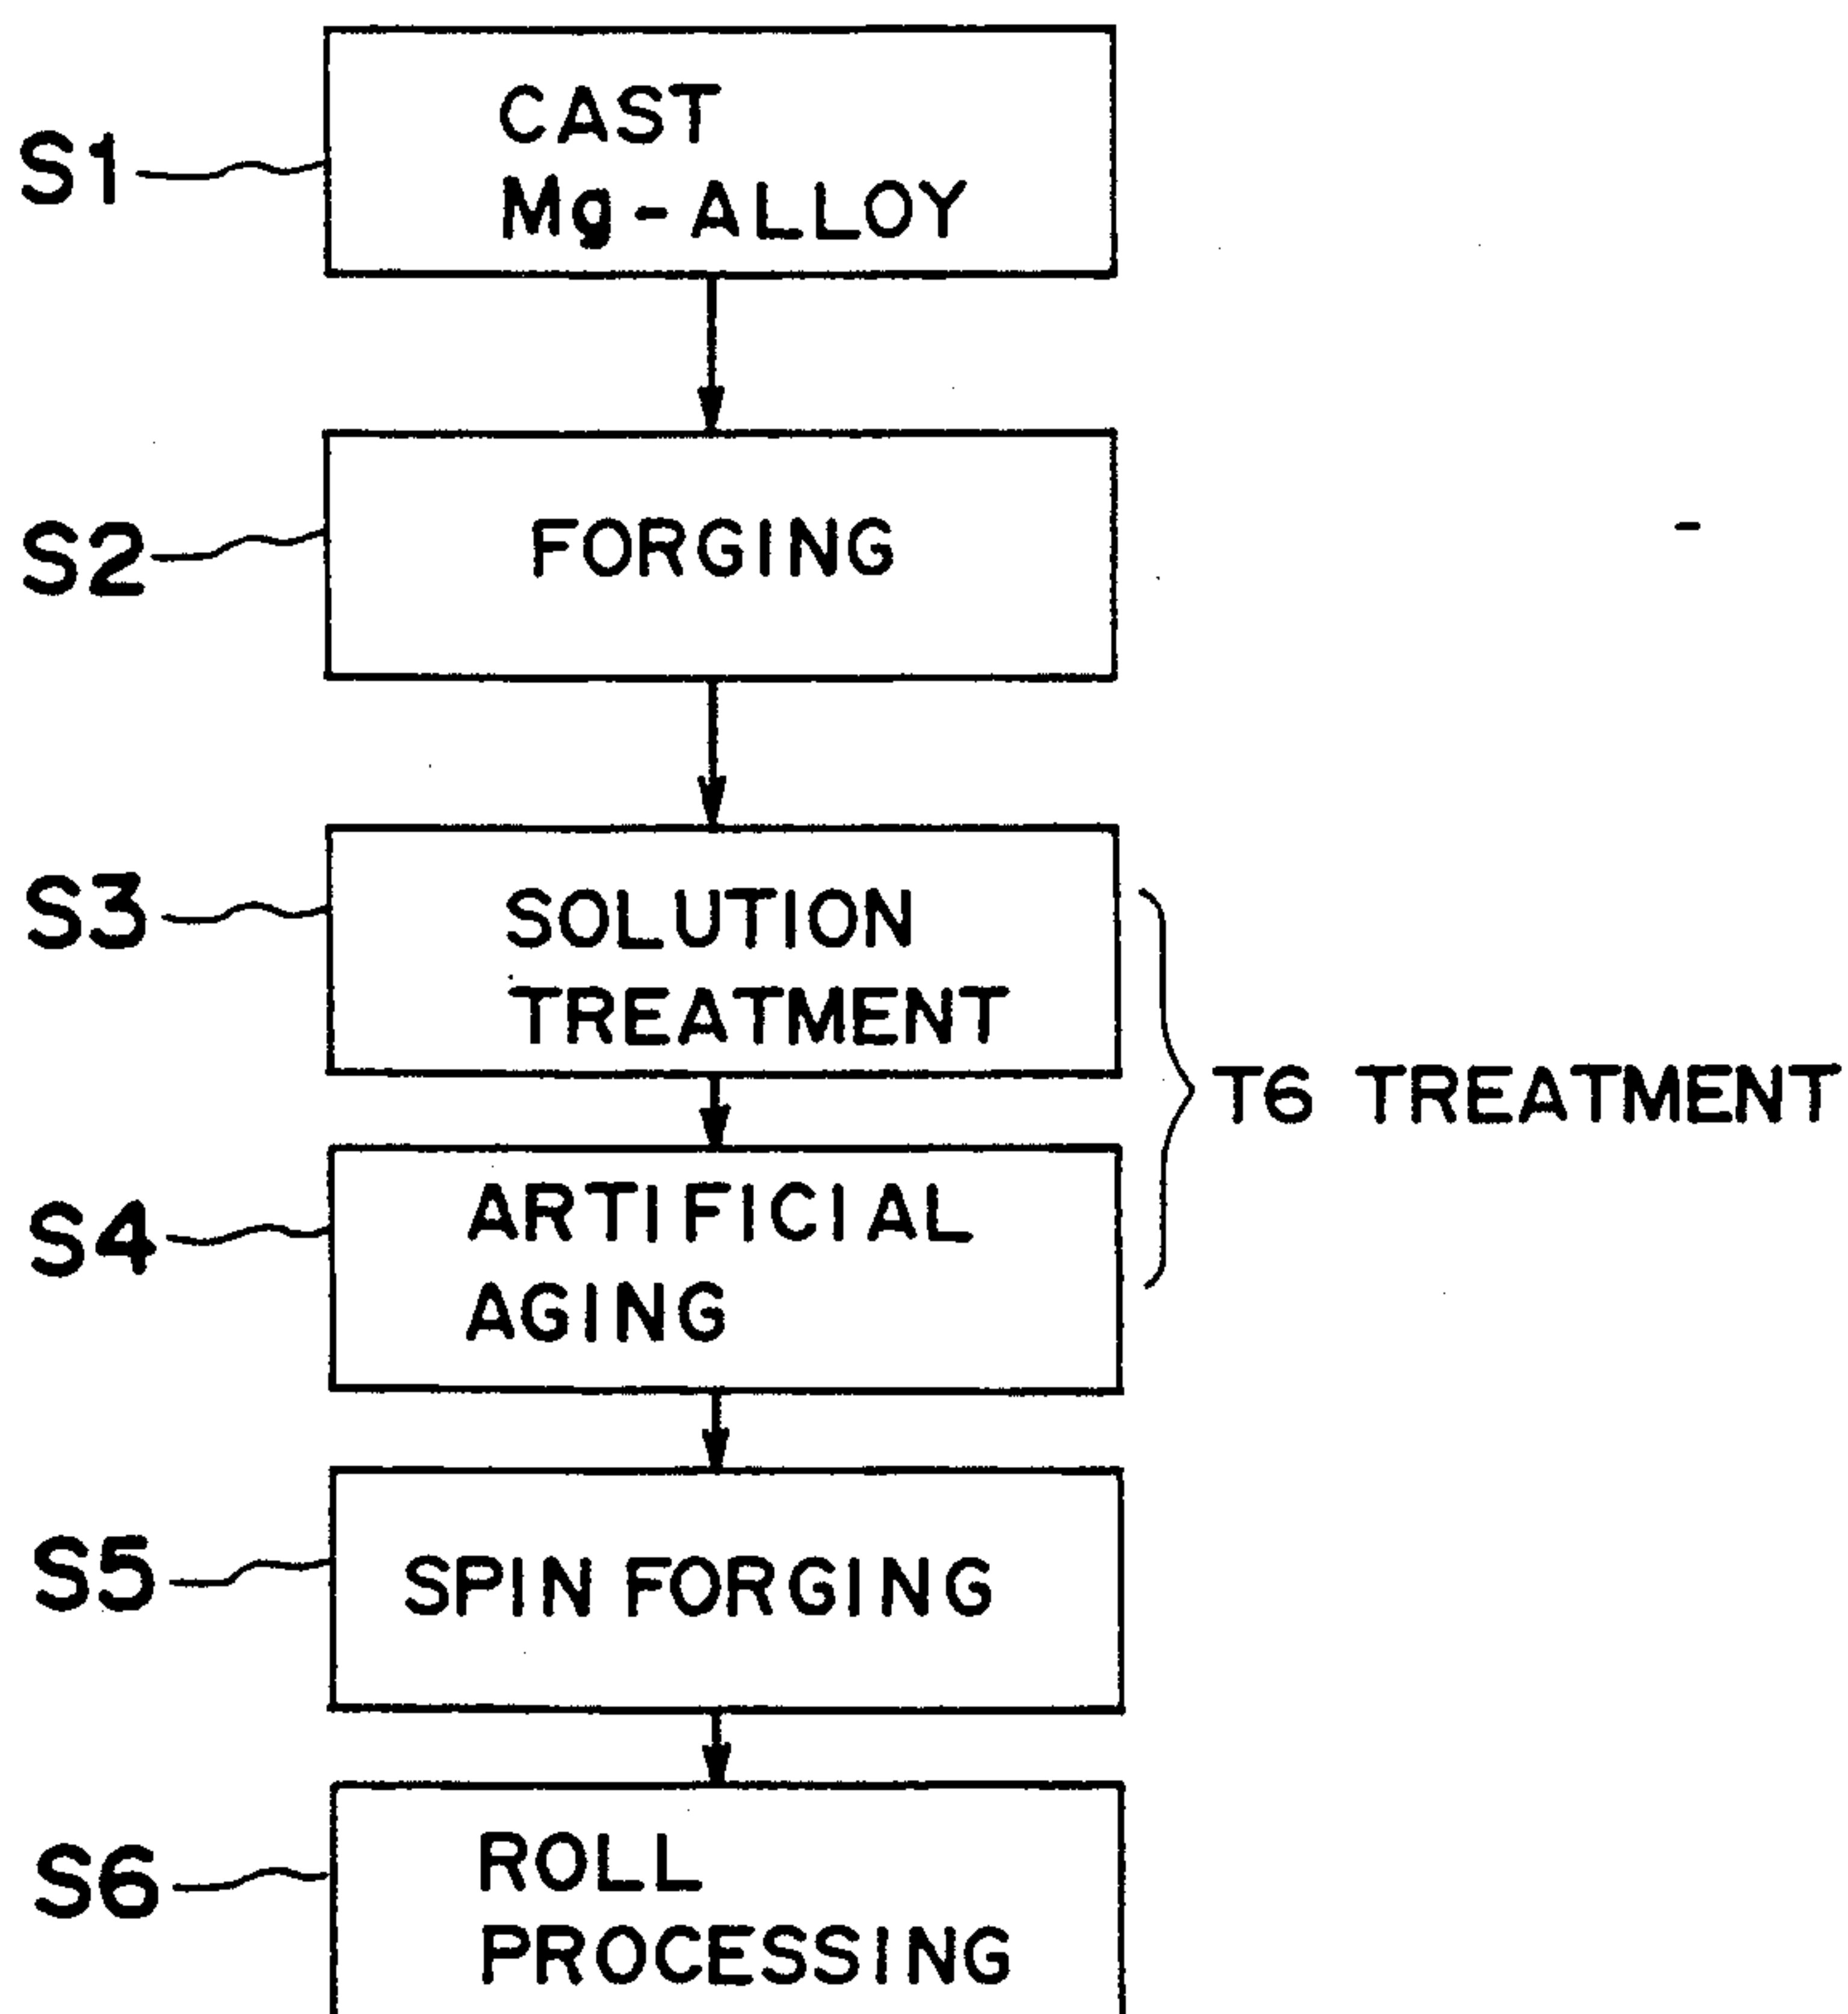 S1
CAST
Mg-ALLOY
S2
FORGING
S3
SOLUTION
TREATMENT
T6 TREATMENT
S4
ARTIFICIAL
AGING
S5
SPIN FORGING
S6
ROLL
PROCESSING